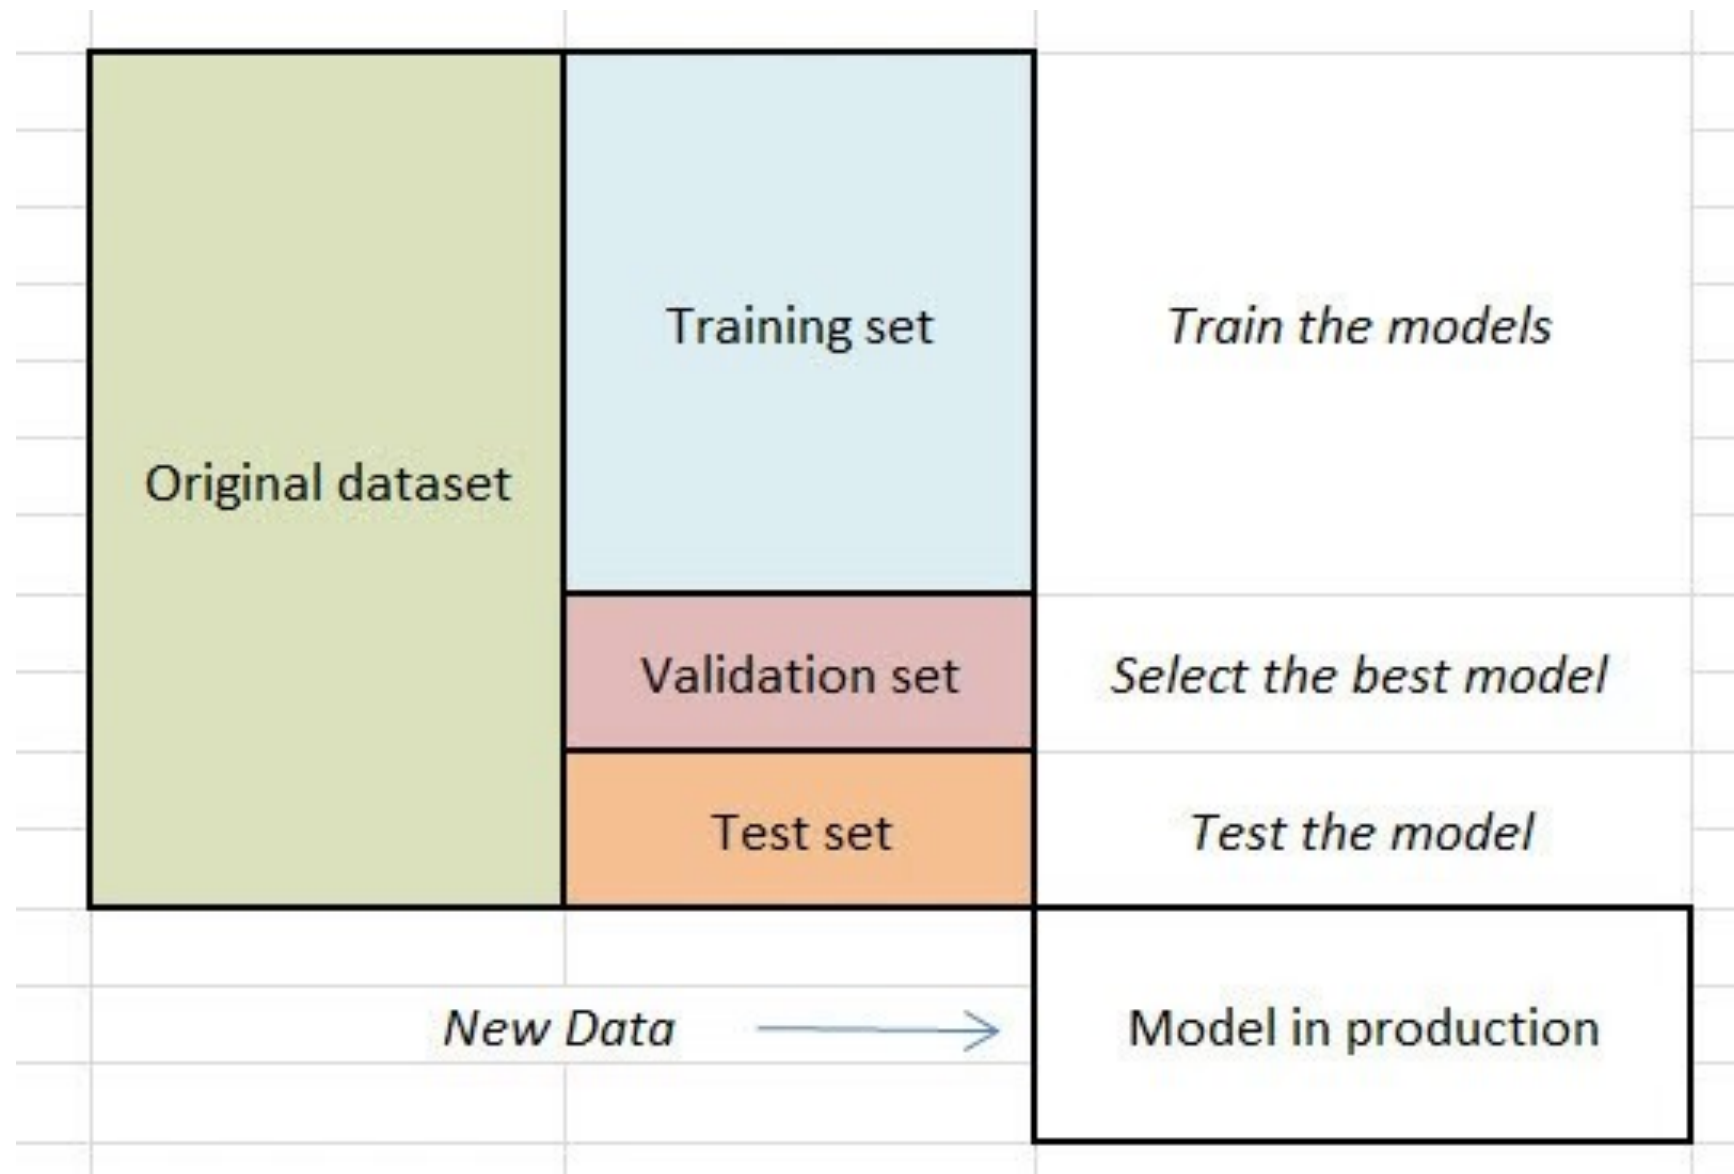 Training set
Train the models
Original dataset
Validation set
Select the best model
Test set
Test the model
New Data
Model in production